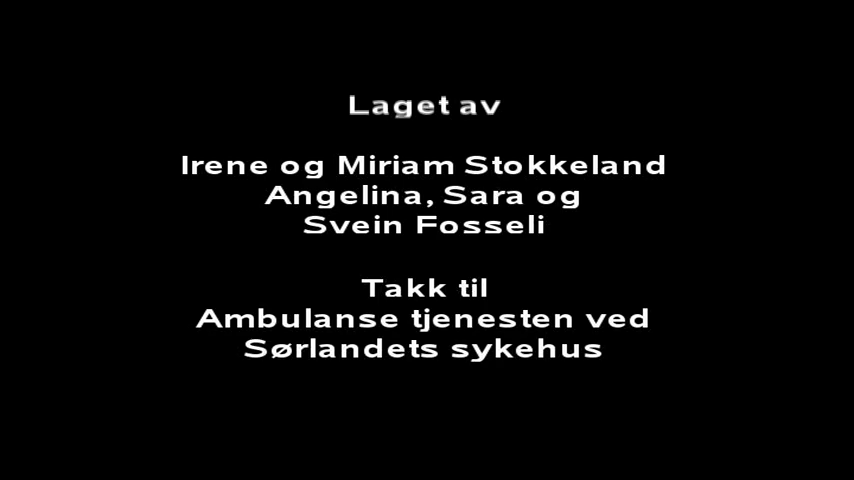 Laget av
Irene og Miriam Stokkeland
Angelina, Sara og
Svein Fosseli
Takk til
Ambulanse tjenesten ved
Sørlandets sykehus